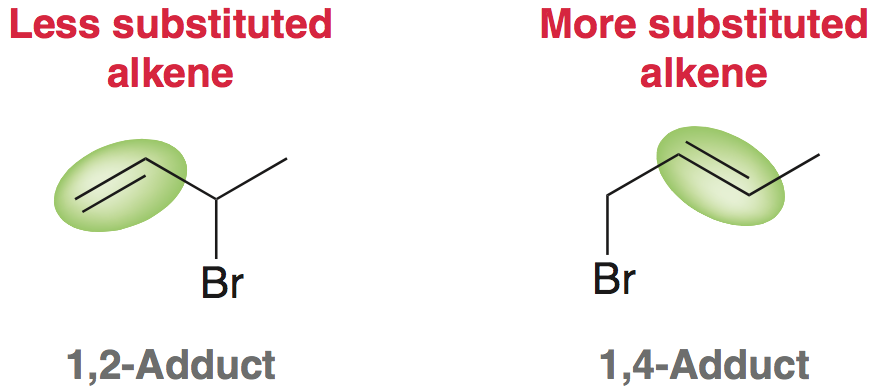 Less substituted
alkene
More substituted
alkene
Br
Br
1,2-Adduct
1,4-Adduct